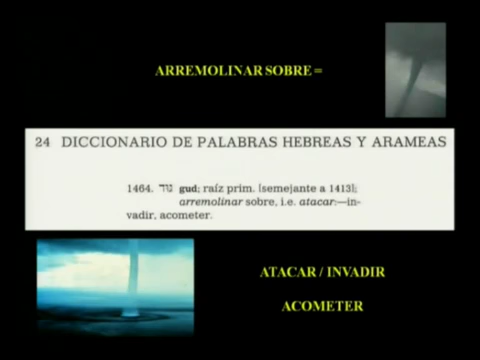 ARREMOLINAR SOBRE =
24 DICCIONARIO DE PALABRAS HEBREAS Y ARAMEAS
1464. גּוּד gud; raíz prim. [semejante a 1413];
arremolinar sobre, i.e. atacar:—in-
vadir, acometer.
ATACAR / INVADIR
ACOMETER